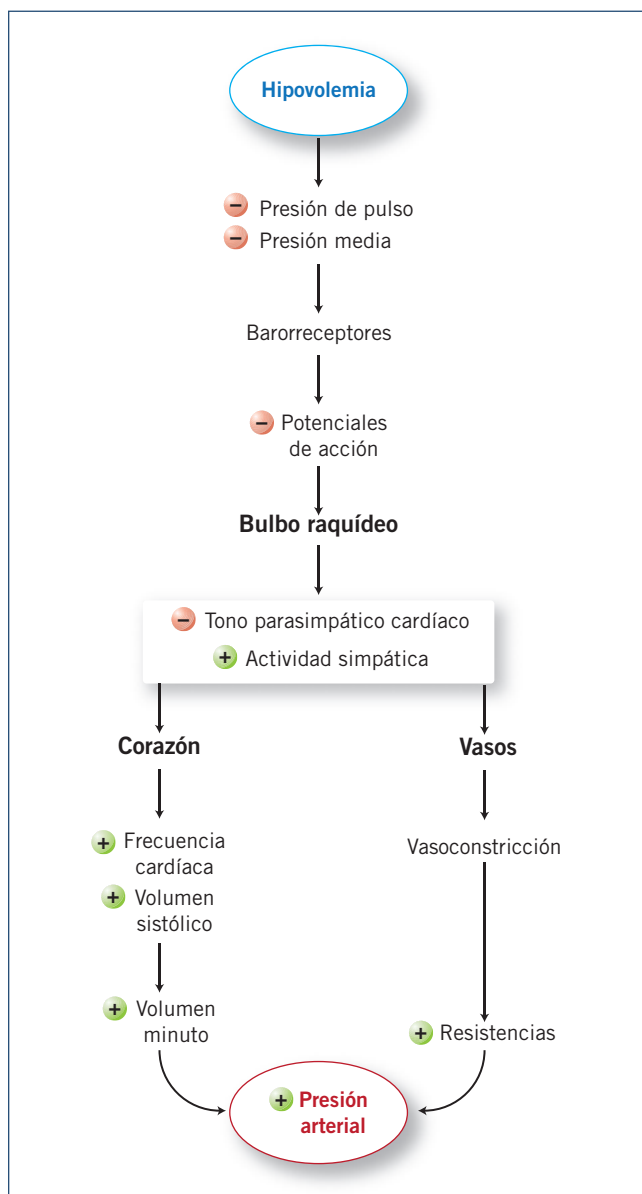 Hipovolemia
− Presión de pulso
− Presión media
Barorreceptores
− Potenciales
de acción
Bulbo raquídeo
− Tono parasimpático cardíaco
+ Actividad simpática
Corazón
Vasos
+ Frecuencia
cardíaca
+ Volumen
sistólico
Vasoconstricción
+ Volumen
minuto
+ Resistencias
+ Presión
arterial